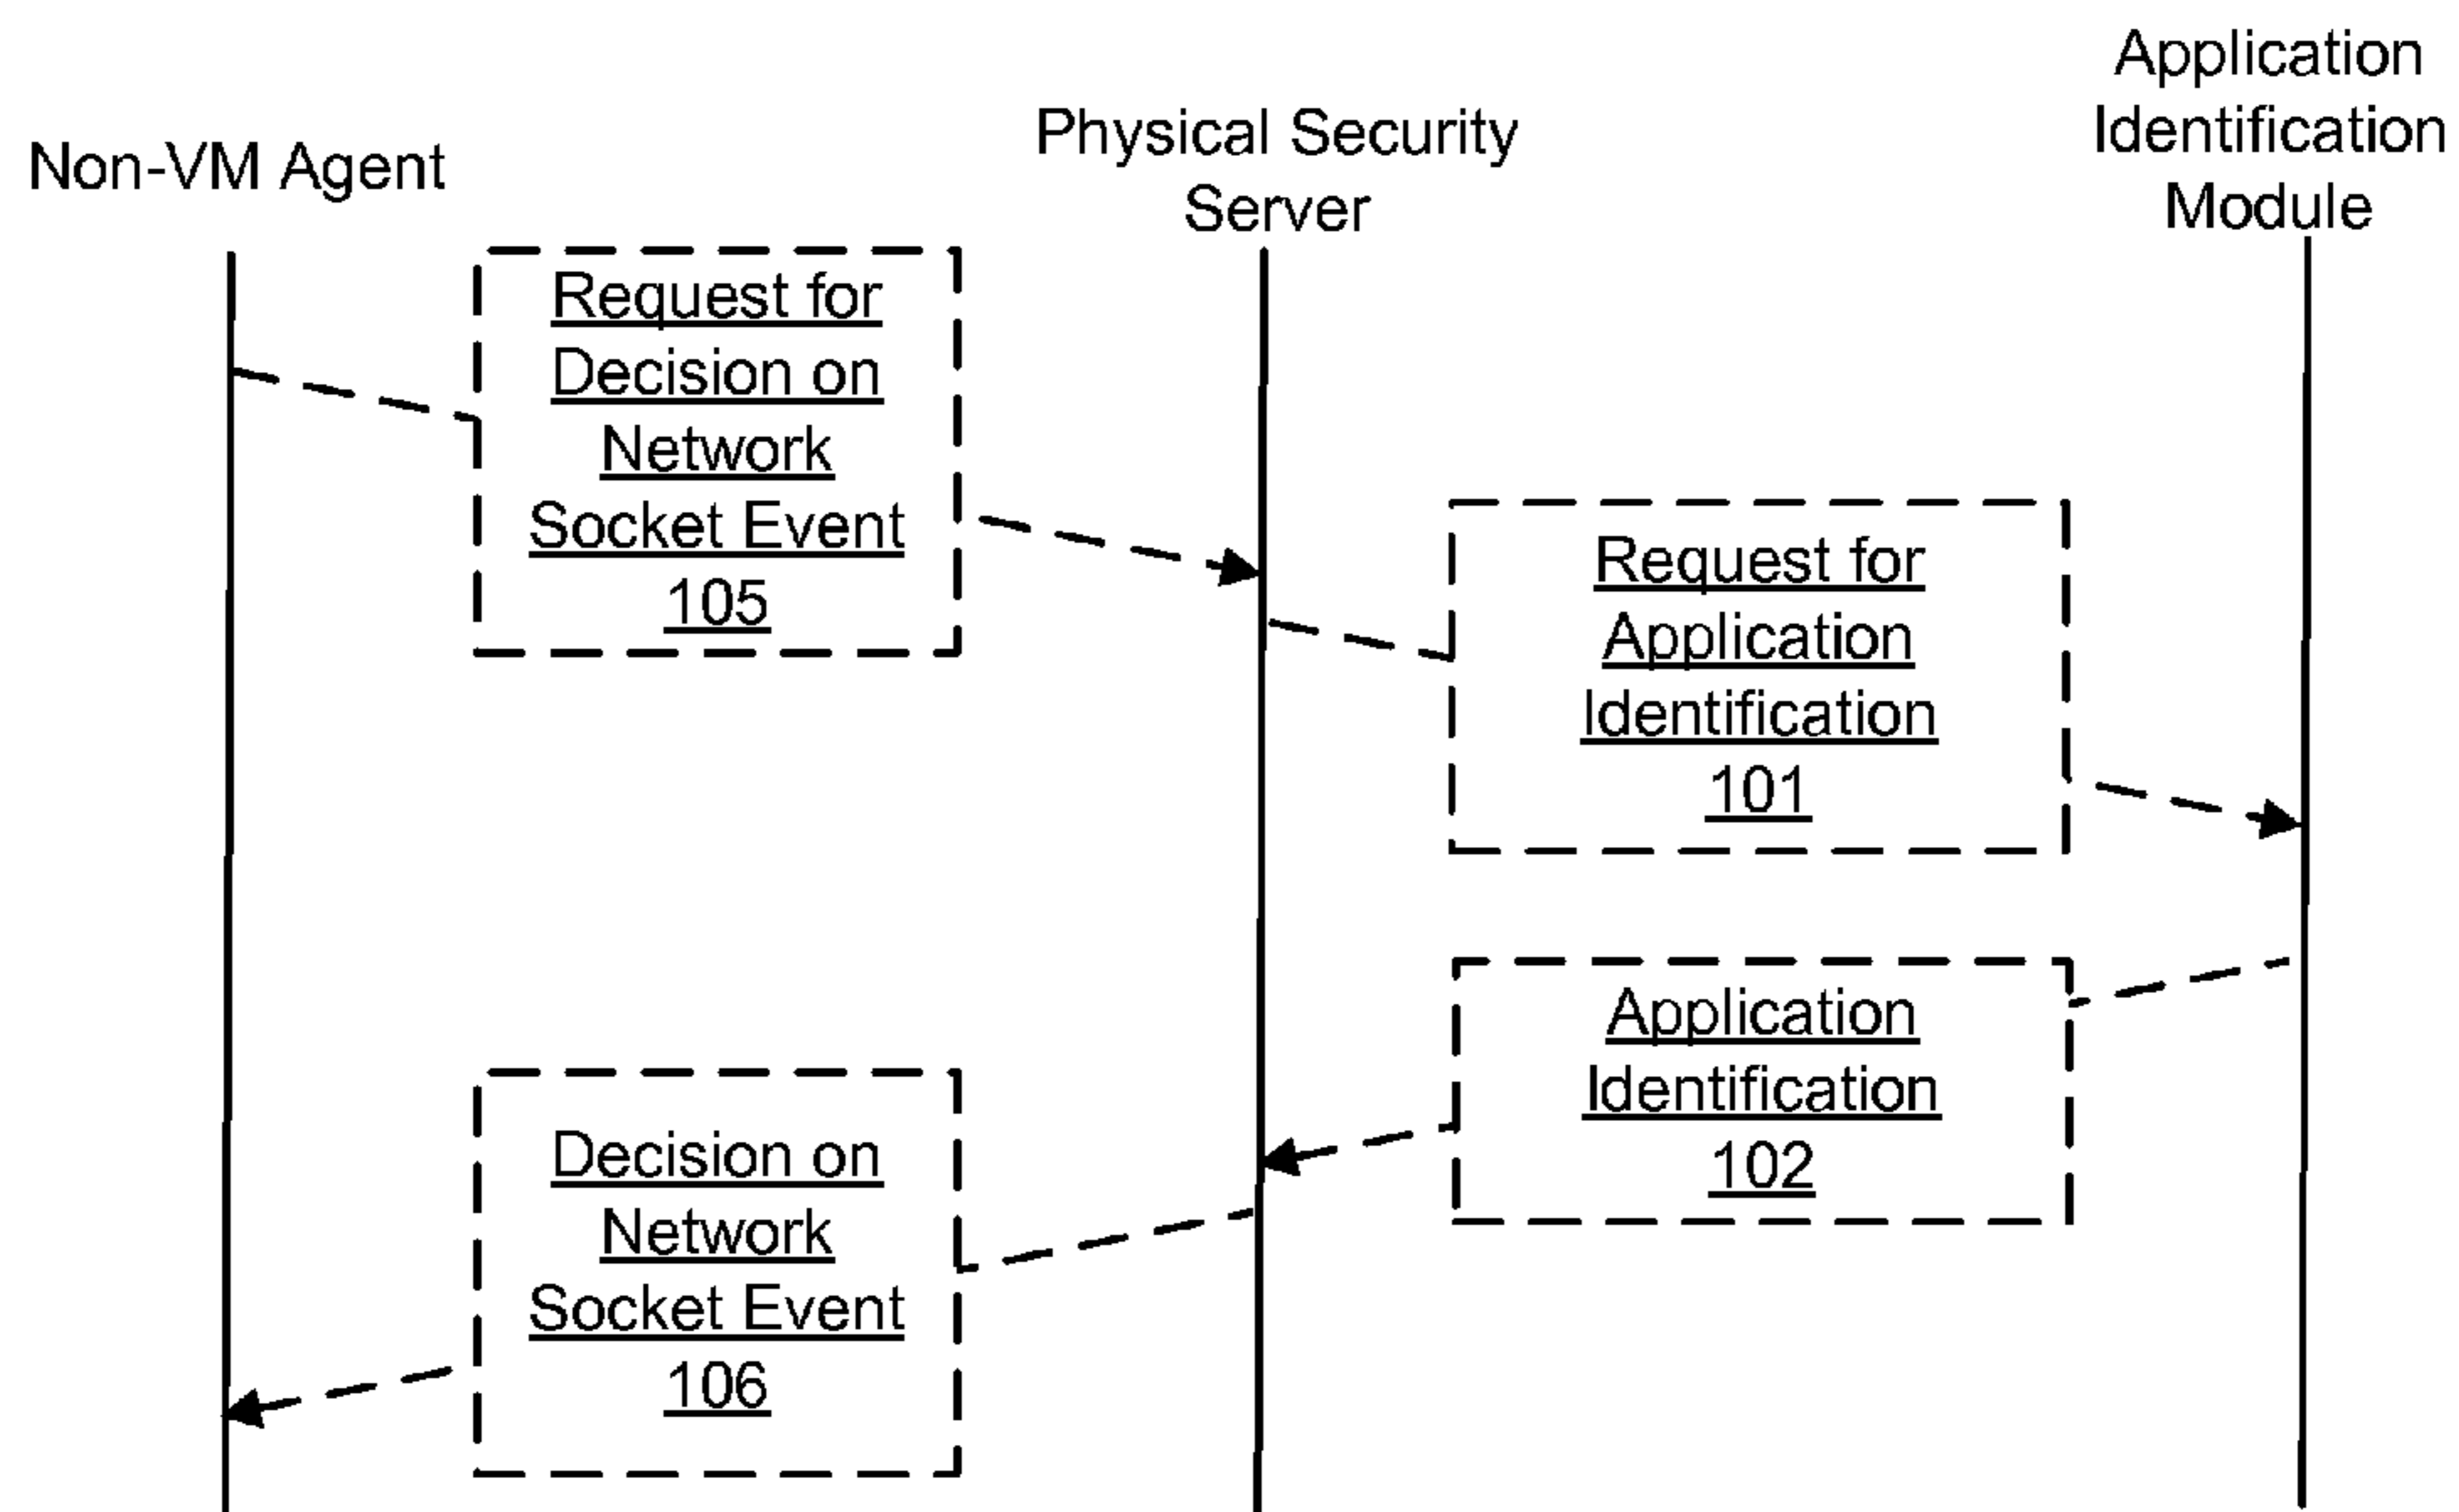 Non-VM Agent
Physical Security
Server
Application
Identification
Module
Request for
Decision on
Network
Socket Event
105
Request for
Application
Identification
101
Application
Identification
102
Decision on
Network
Socket Event
106